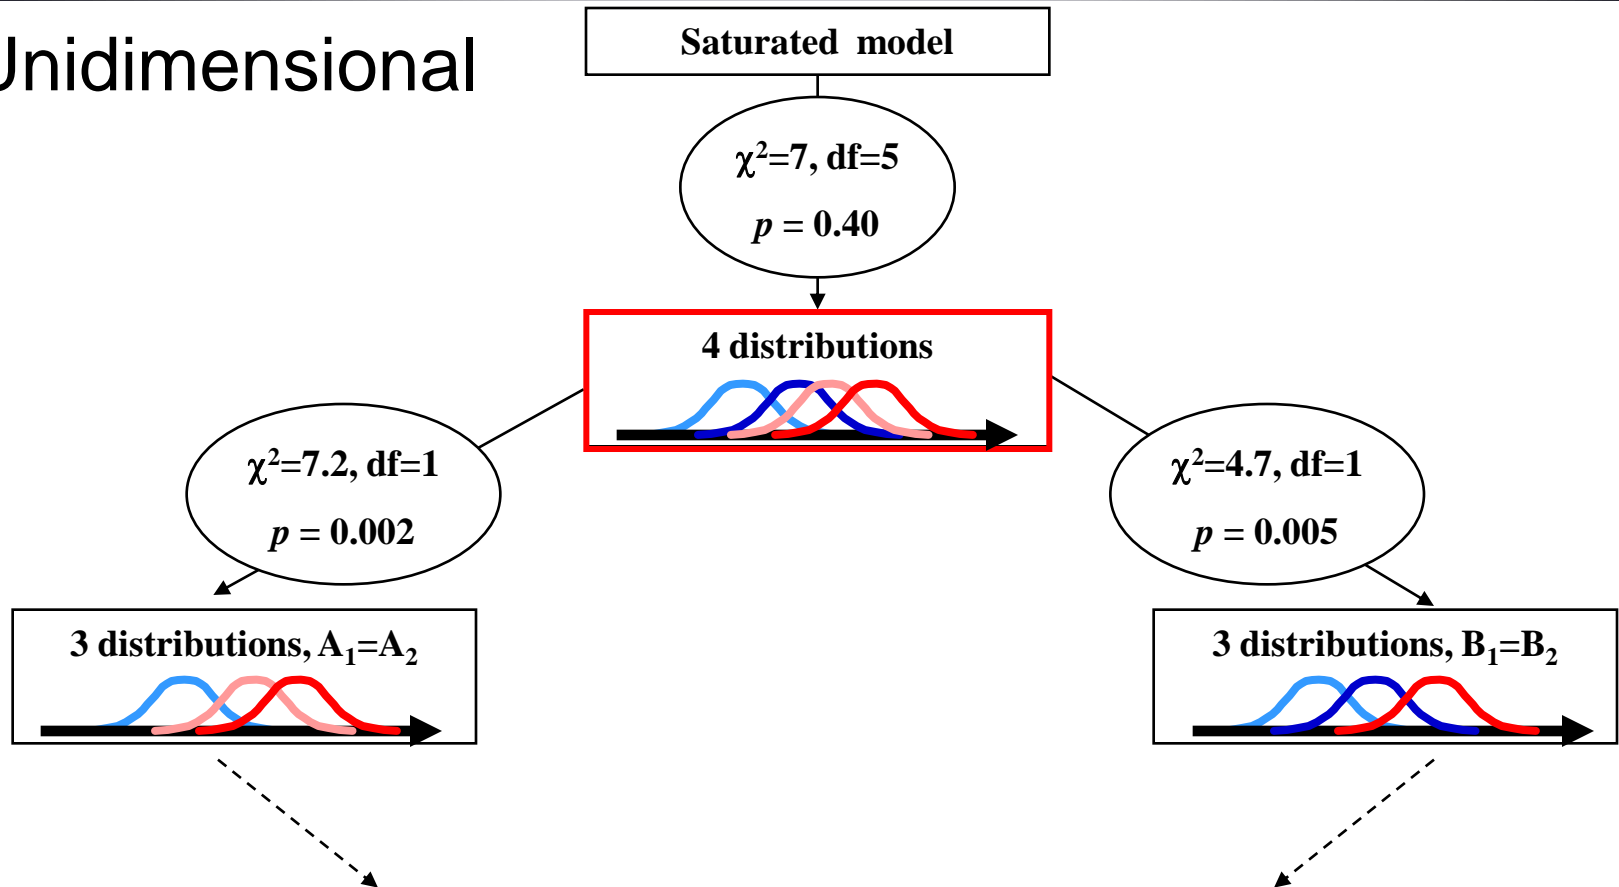 Unidimensional
Saturated model
χ²=7, df=5
p = 0.40
4 distributions
χ²=7.2, df=1
p = 0.002
χ²=4.7, df=1
p = 0.005
3 distributions, A₁=A₂
3 distributions, B₁=B₂